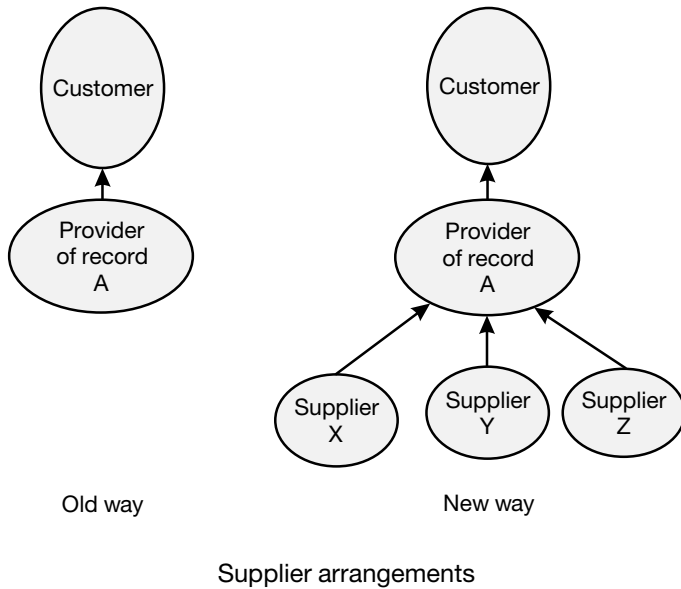 Customer
Provider
of record
A
Old way
Customer
Provider
of record
A
Supplier
X
Supplier
Y
Supplier
Z
New way
Supplier arrangements